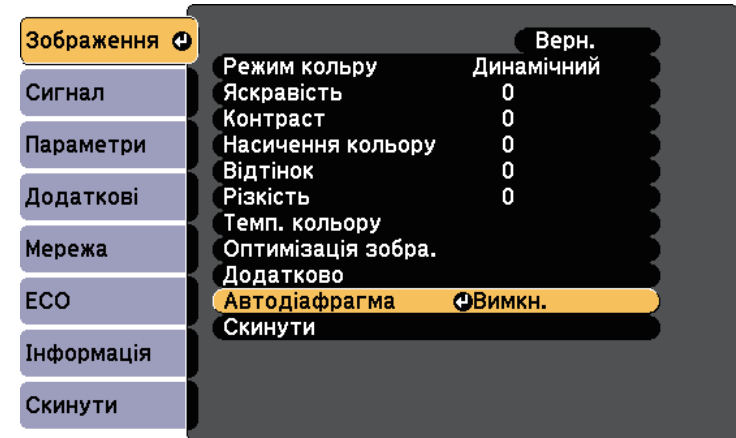 Зображення
Сигнал
Параметри
Додаткові
Мережа
ECO
Інформація
Скинути
Верн.
Режим кольру Динамічний
Яскравість 0
Контраст 0
Насичення кольору 0
Відтінок 0
Різкість 0
Темп. кольору
Оптимізація зобра.
Додатково
Автодіафрагма Вимкн.
Скинути